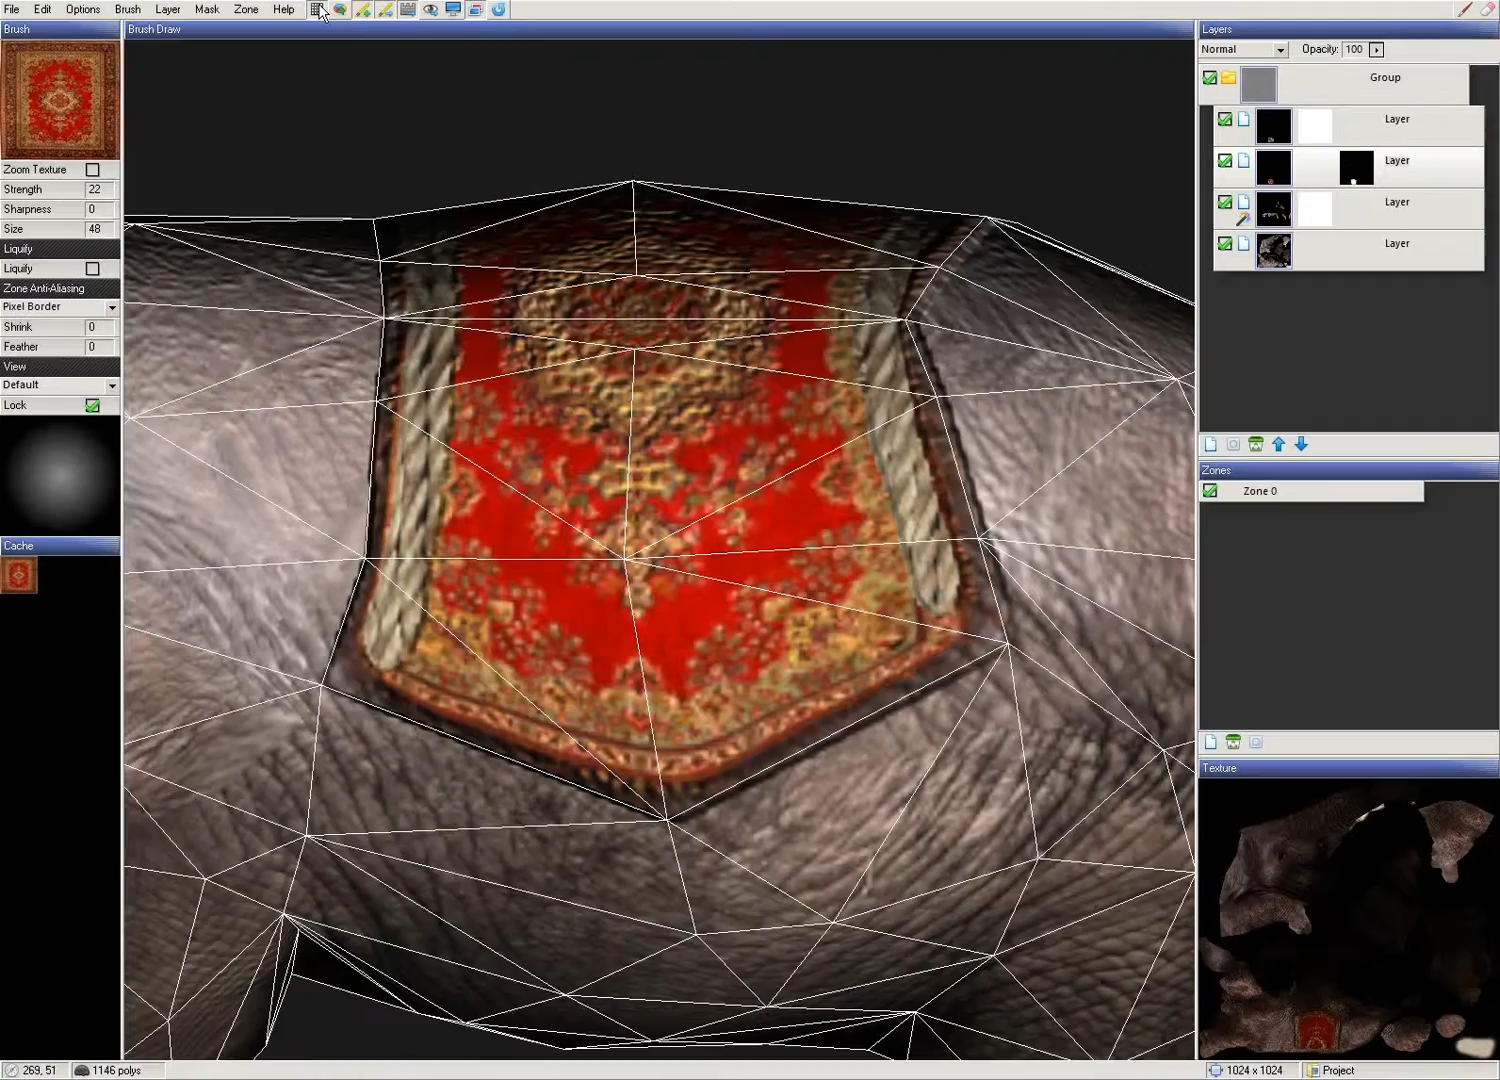 File Edit Options Brush Layer Mask Zone Help
Brush
Brush Draw
Layers
Normal
Opacity: 100
Group
Layer
Layer
Layer
Layer
Zoom Texture
Strength 22
Sharpness 0
Size 48
Liquify
Liquify
Zone Anti-Aliasing
Pixel Border
Shrink 0
Feather 0
View
Default
Lock
Cache
Zones
Zone 0
Texture
269, 51
1146 polys
1024 x 1024
Project